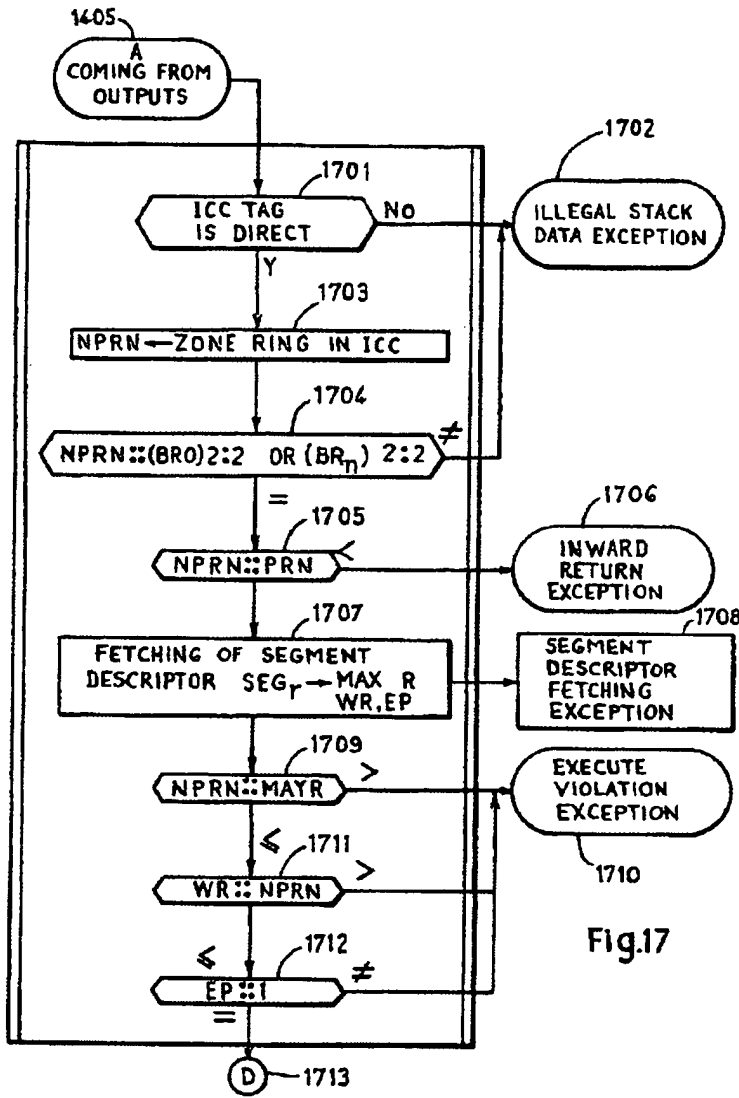 1405
A
COMING FROM
OUTPUTS
1702
1701
ICC TAG
IS DIRECT
No
ILLEGAL STACK
DATA EXCEPTION
Y
1703
NPRN ← ZONE RING IN ICC
1704
NPRN::(BRO)2:2 OR (BRn) 2:2
≠
=
1705
1706
NPRN::PRN
<
INWARD
RETURN
EXCEPTION
1707
1708
FETCHING OF SEGMENT
DESCRIPTOR SEGr → MAX R
WR,EP
SEGMENT
DESCRIPTOR
FETCHING
EXCEPTION
1709
NPRN::MAYR
>
EXECUTE
VIOLATION
EXCEPTION
≤
1711
1710
WR::NPRN
>
Fig.17
≤
1712
EP::1
≠
=
D
1713